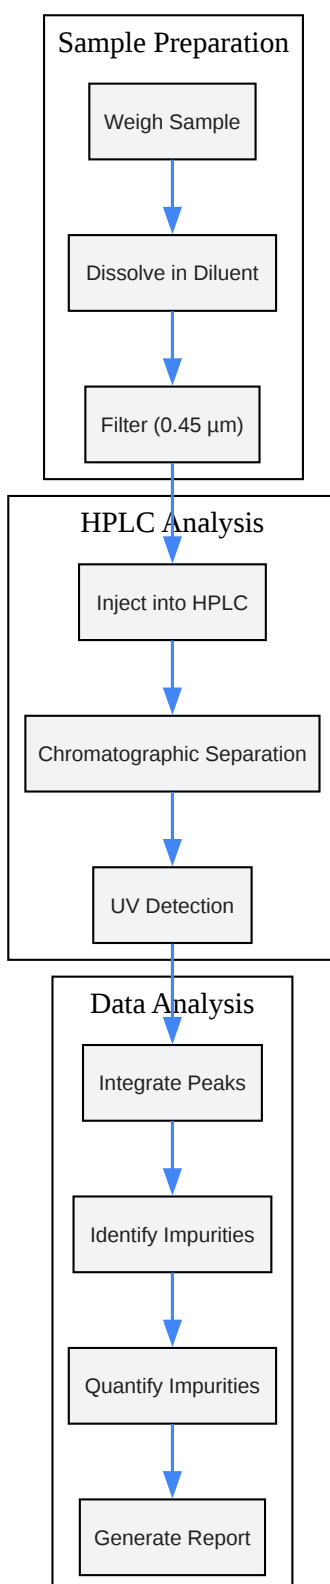 Sample Preparation
Weigh Sample
Dissolve in Diluent
Filter (0.45 µm)
HPLC Analysis
Inject into HPLC
Chromatographic Separation
UV Detection
Data Analysis
Integrate Peaks
Identify Impurities
Quantify Impurities
Generate Report